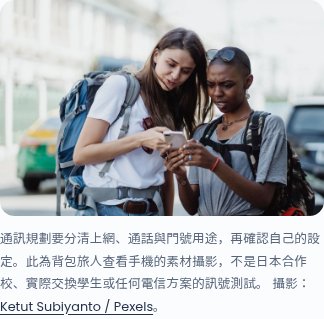 通訊規劃要分清上網、通話與門號用途，再確認自己的設
定。此為背包旅人查看手機的素材攝影，不是日本合作
校、實際交換學生或任何電信方案的訊號測試。 攝影：
Ketut Subiyanto / Pexels。